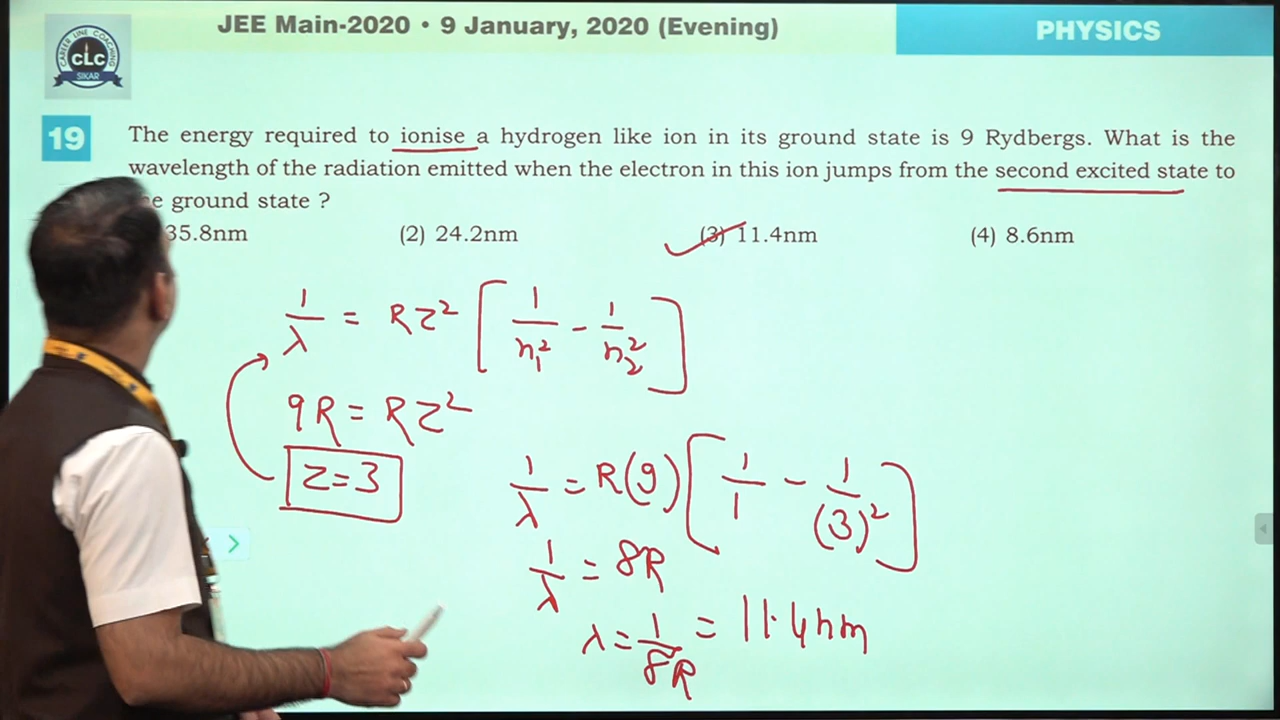 JEE Main-2020 • 9 January, 2020 (Evening)
PHYSICS
CAREER LINE COACHING
CLC
SIKAR
19
The energy required to ionise a hydrogen like ion in its ground state is 9 Rydbergs. What is the
wavelength of the radiation emitted when the electron in this ion jumps from the second excited state to
ground state ?
35.8nm (2) 24.2nm (3) 11.4nm (4) 8.6nm
1/λ = RZ² [1/n₁² - 1/n₂²]
9R = RZ²
Z=3
1/λ = R(9) [1/1 - 1/(3)²]
1/λ = 8R
λ = 1/8R = 11.4nm